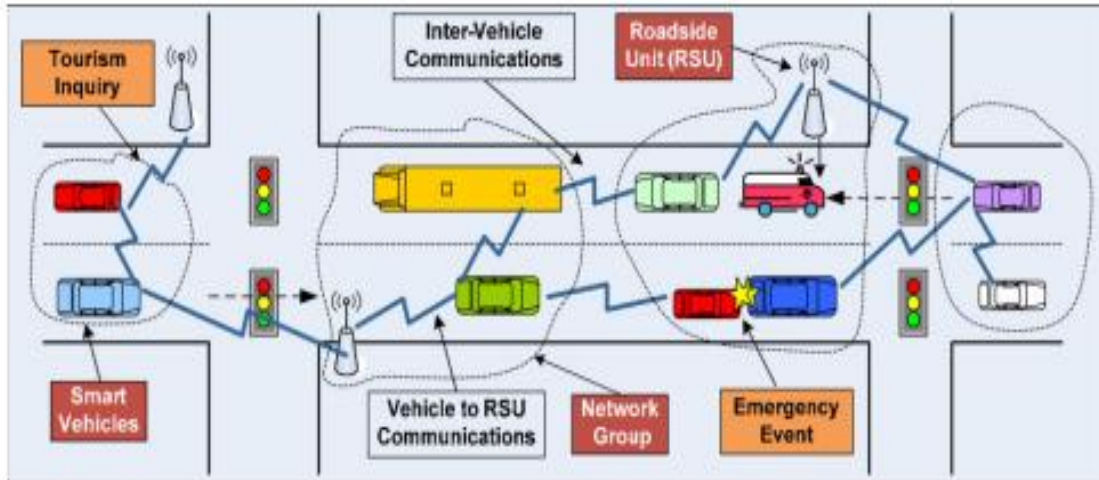 Tourism
Inquiry
Inter-Vehicle
Communications
Roadside
Unit (RSU)
Smart
Vehicles
Vehicle to RSU
Communications
Network
Group
Emergency
Event